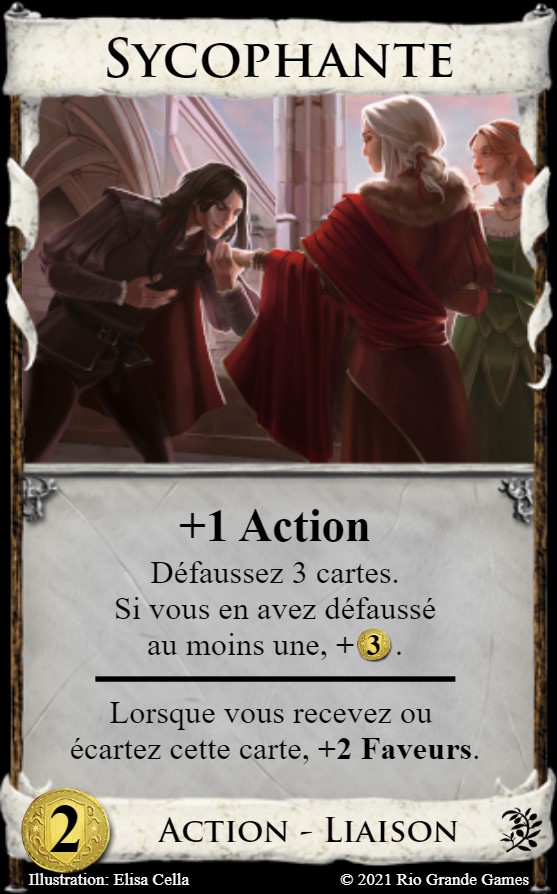 Sycophante
+1 Action
Défaussez 3 cartes.
Si vous en avez défaussé
au moins une, +3.
Lorsque vous recevez ou
écartez cette carte, +2 Faveurs.
2
Action - Liaison
Illustration: Elisa Cella
© 2021 Rio Grande Games